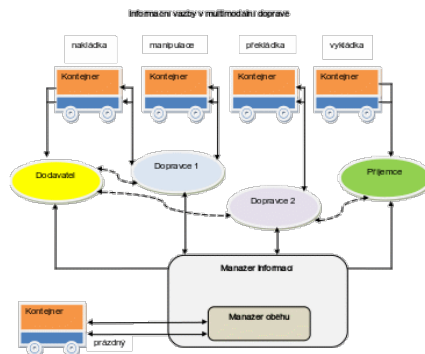 Informační vazby v multimodální dopravě
nakládka
manipulace
překládka
vykládka
Kontejner
Kontejner
Kontejner
Kontejner
Dodavatel
Dopravce 1
Dopravce 2
Příjemce
Manažer Informací
Manažer oběhu
Kontejner
prázdný